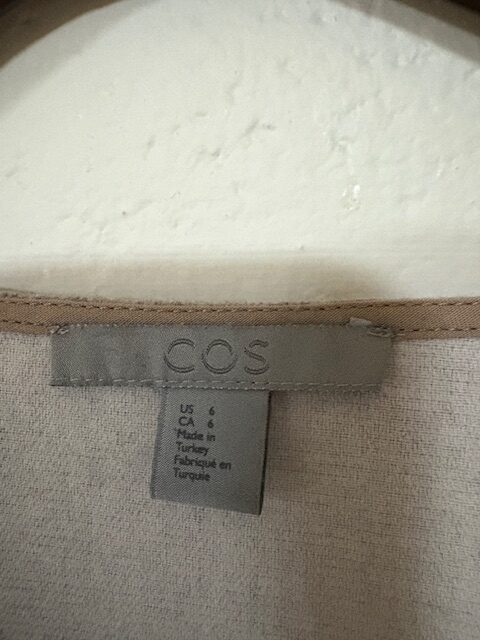 COS
US 6
CA 6
Made in
Turkey
Fabriqué en
Turquie